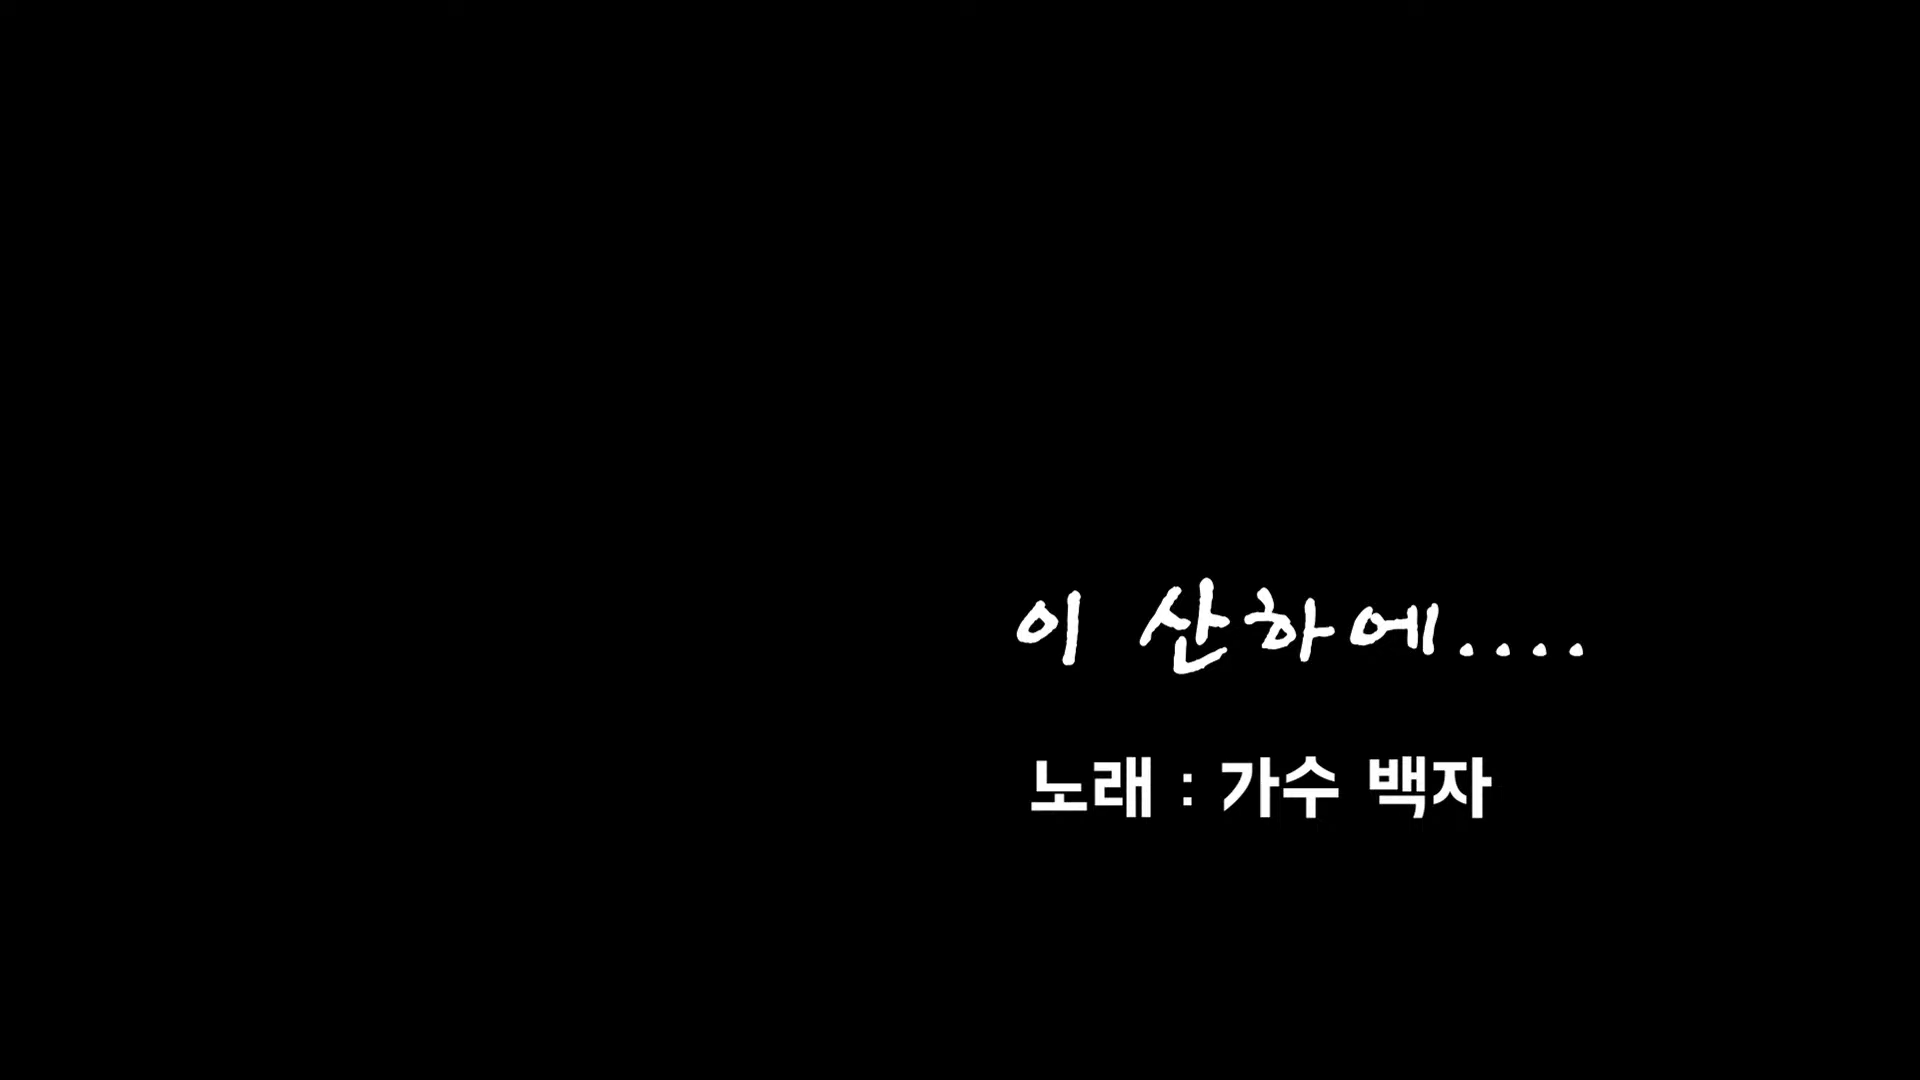 이 산하에....
노래 : 가수 백자